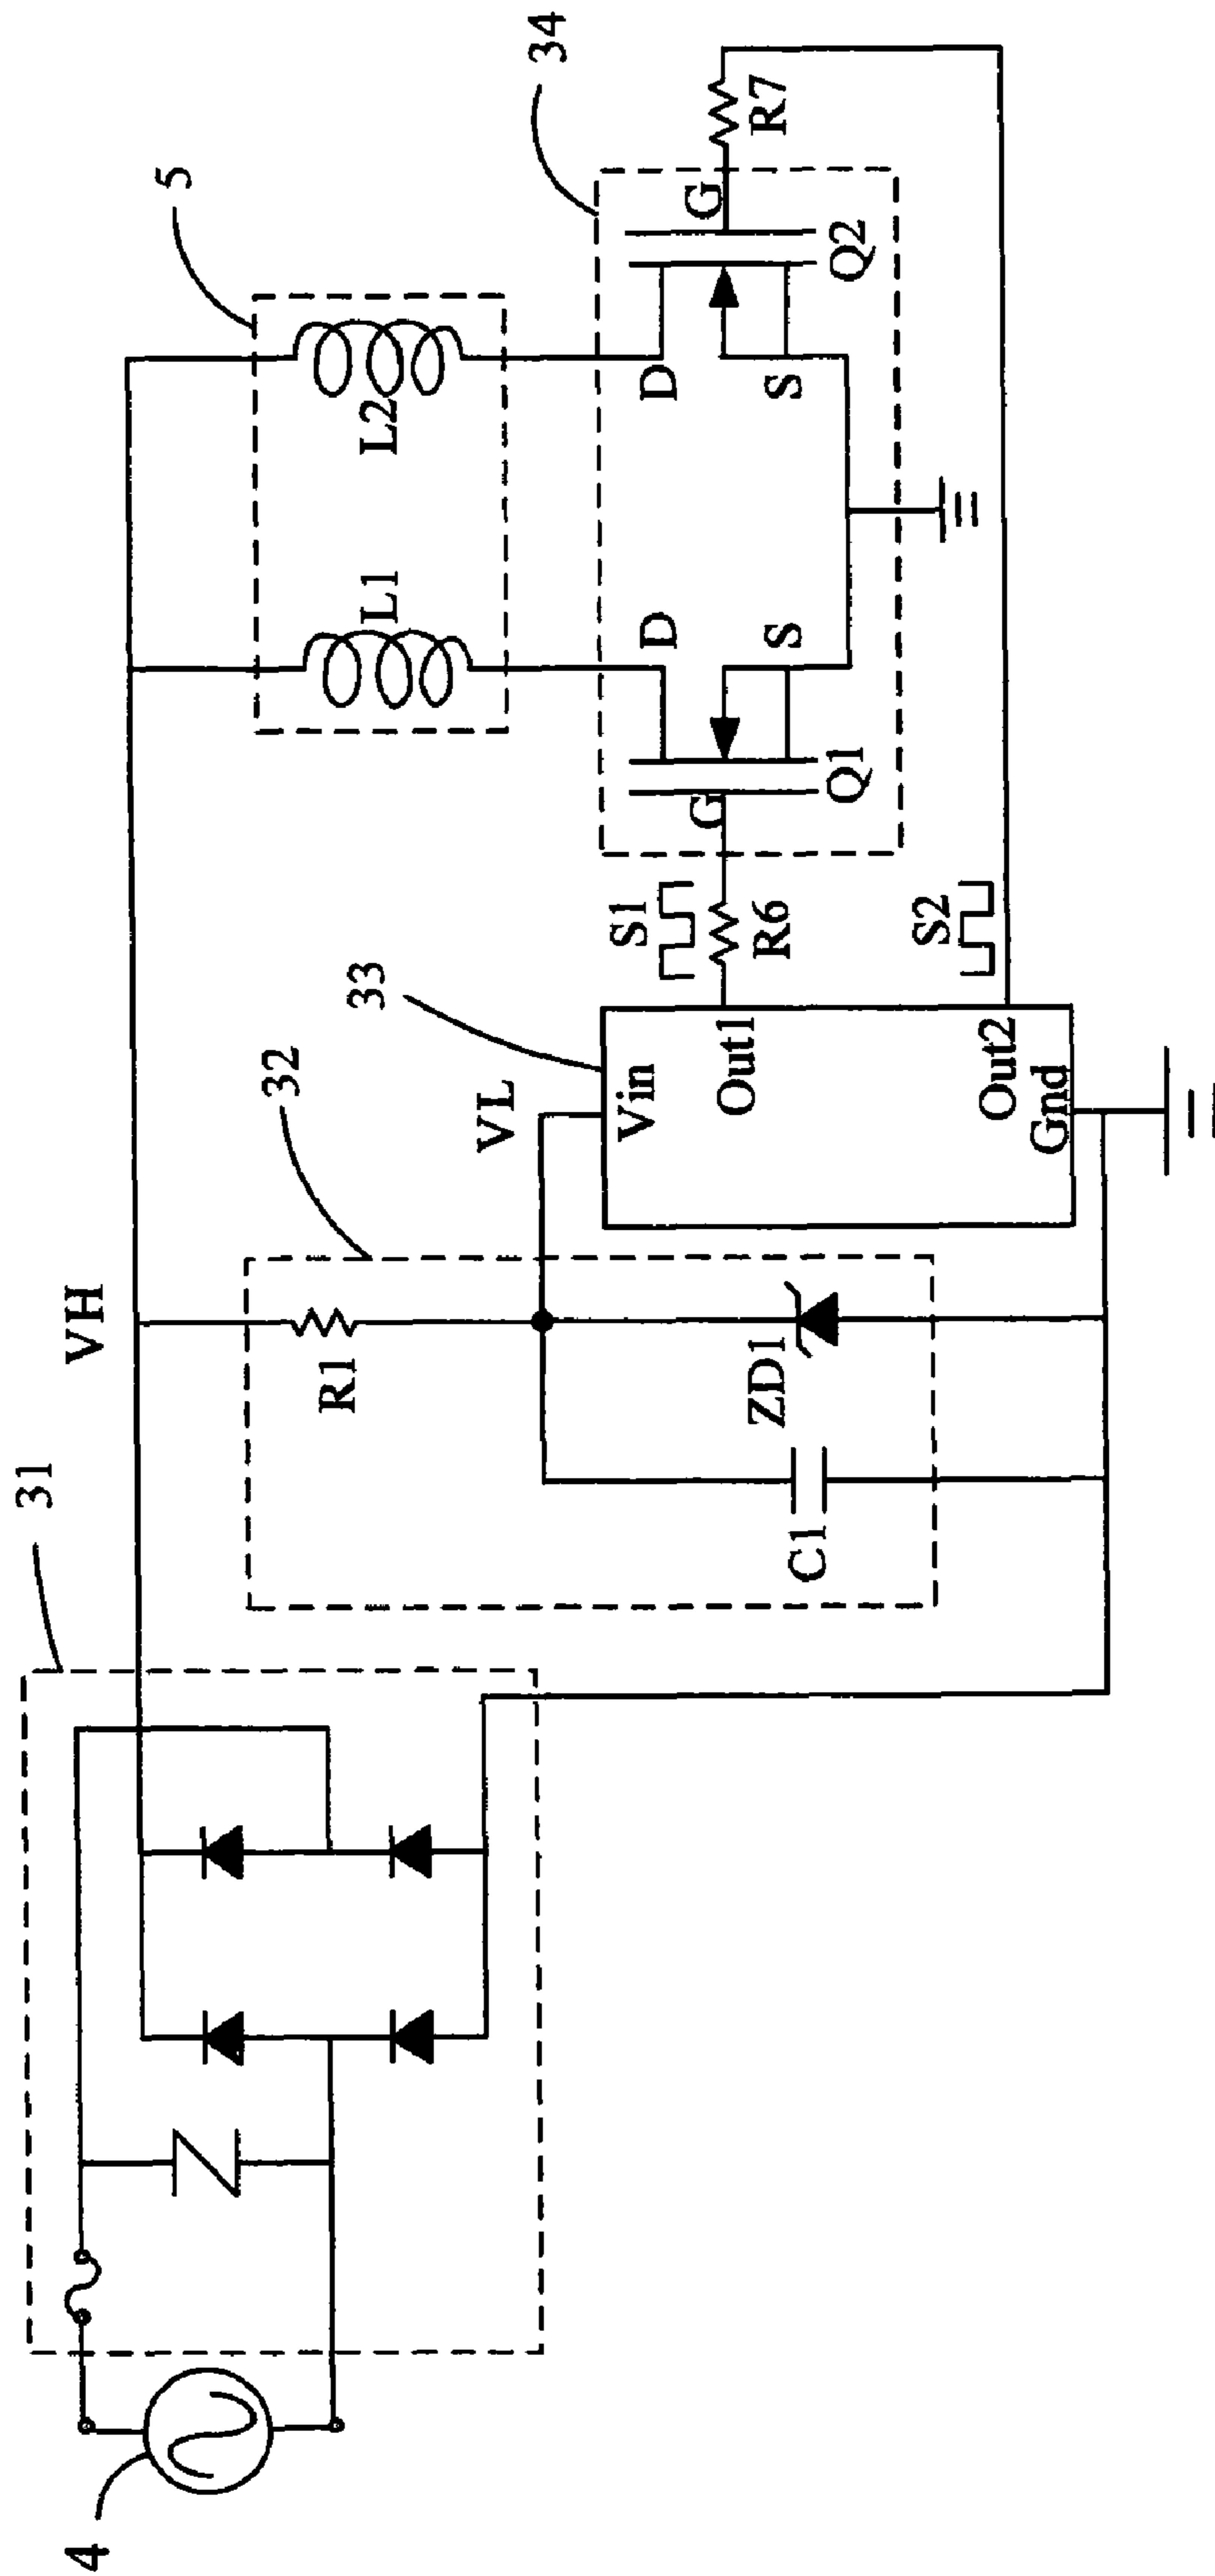 4
31
VH
32
R1
C1
ZD1
VL
33
Vin
Out1
Out2
Gnd
S1
R6
S2
5
L1
L2
34
G
D
S
Q1
D
S
G
Q2
R7